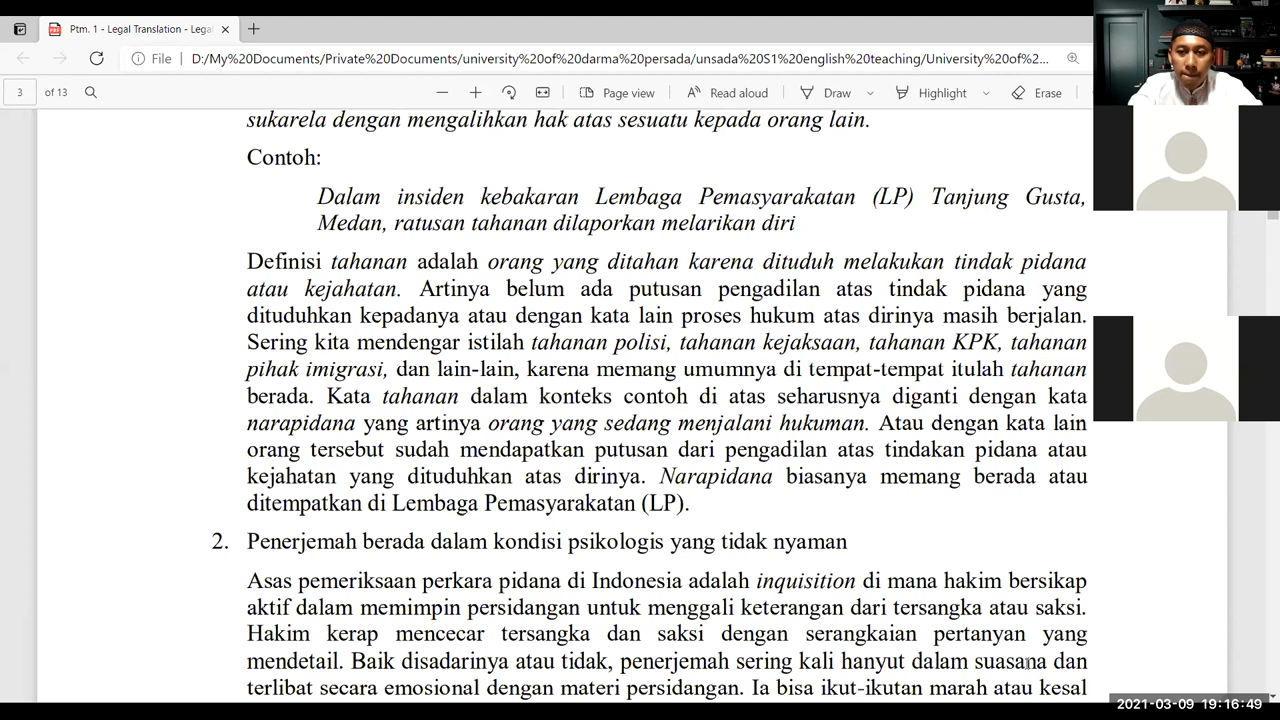 Ptm. 1 - Legal Translation - Lega
File
D:/My%20Documents/Private%20Documents/university%20of%20darma%20persada/unsada%20S1%20english%20teaching/University%20of%2...
3 of 13
Page view
Read aloud
Draw
Highlight
Erase
sukarela dengan mengalihkan hak atas sesuatu kepada orang lain.
Contoh:
Dalam insiden kebakaran Lembaga Pemasyarakatan (LP) Tanjung Gusta,
Medan, ratusan tahanan dilaporkan melarikan diri
Definisi tahanan adalah orang yang ditahan karena dituduh melakukan tindak pidana
atau kejahatan. Artinya belum ada putusan pengadilan atas tindak pidana yang
dituduhkan kepadanya atau dengan kata lain proses hukum atas dirinya masih berjalan.
Sering kita mendengar istilah tahanan polisi, tahanan kejaksaan, tahanan KPK, tahanan
pihak imigrasi, dan lain-lain, karena memang umumnya di tempat-tempat itulah tahanan
berada. Kata tahanan dalam konteks contoh di atas seharusnya diganti dengan kata
narapidana yang artinya orang yang sedang menjalani hukuman. Atau dengan kata lain
orang tersebut sudah mendapatkan putusan dari pengadilan atas tindakan pidana atau
kejahatan yang dituduhkan atas dirinya. Narapidana biasanya memang berada atau
ditempatkan di Lembaga Pemasyarakatan (LP).
2. Penerjemah berada dalam kondisi psikologis yang tidak nyaman
Asas pemeriksaan perkara pidana di Indonesia adalah inquisition di mana hakim bersikap
aktif dalam memimpin persidangan untuk menggali keterangan dari tersangka atau saksi.
Hakim kerap mencecar tersangka dan saksi dengan serangkaian pertanyan yang
mendetail. Baik disadarinya atau tidak, penerjemah sering kali hanyut dalam suasana dan
terlibat secara emosional dengan materi persidangan. Ia bisa ikut-ikutan marah atau kesal
2021-03-09 19:16:49